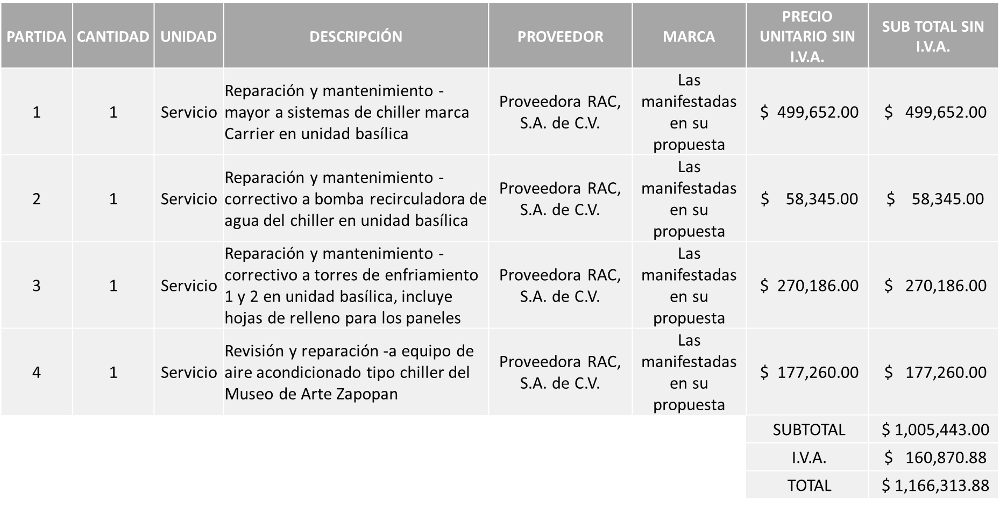 PARTIDA CANTIDAD UNIDAD DESCRIPCIÓN PROVEEDOR MARCA PRECIO UNITARIO SIN I.V.A. SUB TOTAL SIN I.V.A.
1 1 Servicio
Reparación y mantenimiento -
mayor a sistemas de chiller marca
Carrier en unidad basílica
Proveedora RAC,
S.A. de C.V.
Las
manifestadas
en su
propuesta
$ 499,652.00 $ 499,652.00
2 1 Servicio
Reparación y mantenimiento -
correctivo a bomba recirculadora de
agua del chiller en unidad basílica
Proveedora RAC,
S.A. de C.V.
Las
manifestadas
en su
propuesta
$ 58,345.00 $ 58,345.00
3 1 Servicio
Reparación y mantenimiento -
correctivo a torres de enfriamiento
1 y 2 en unidad basílica, incluye
hojas de relleno para los paneles
Proveedora RAC,
S.A. de C.V.
Las
manifestadas
en su
propuesta
$ 270,186.00 $ 270,186.00
4 1 Servicio
Revisión y reparación -a equipo de
aire acondicionado tipo chiller del
Museo de Arte Zapopan
Proveedora RAC,
S.A. de C.V.
Las
manifestadas
en su
propuesta
$ 177,260.00 $ 177,260.00
SUBTOTAL $ 1,005,443.00
I.V.A. $ 160,870.88
TOTAL $ 1,166,313.88